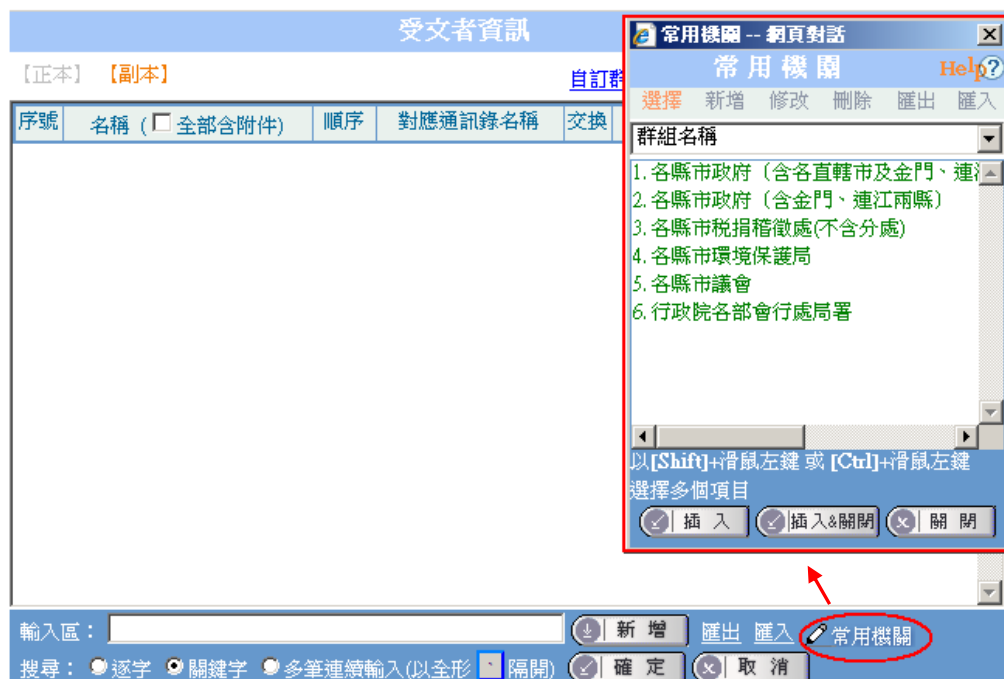 受文者資訊
【正本】 【副本】
自訂群
序號 名稱 ( 全部含附件) 順序 對應通訊錄名稱 交換
常用機關 -- 網頁對話
常用機關 Help?
選擇 新增 修改 刪除 匯出 匯入
群組名稱
1.各縣市政府〔含各直轄市及金門、連
2.各縣市政府〔含金門、連江兩縣〕
3.各縣市稅捐稽徵處(不含分處)
4.各縣市環境保護局
5.各縣市議會
6.行政院各部會行處局署
以[Shift]+滑鼠左鍵 或 [Ctrl]+滑鼠左鍵
選擇多個項目
插 入 插入&關閉 關 閉
輸入區: 新 增 匯出 匯入 常用機關
搜尋: 逐字 關鍵字 多筆連續輸入(以全形 、 隔開) 確 定 取 消